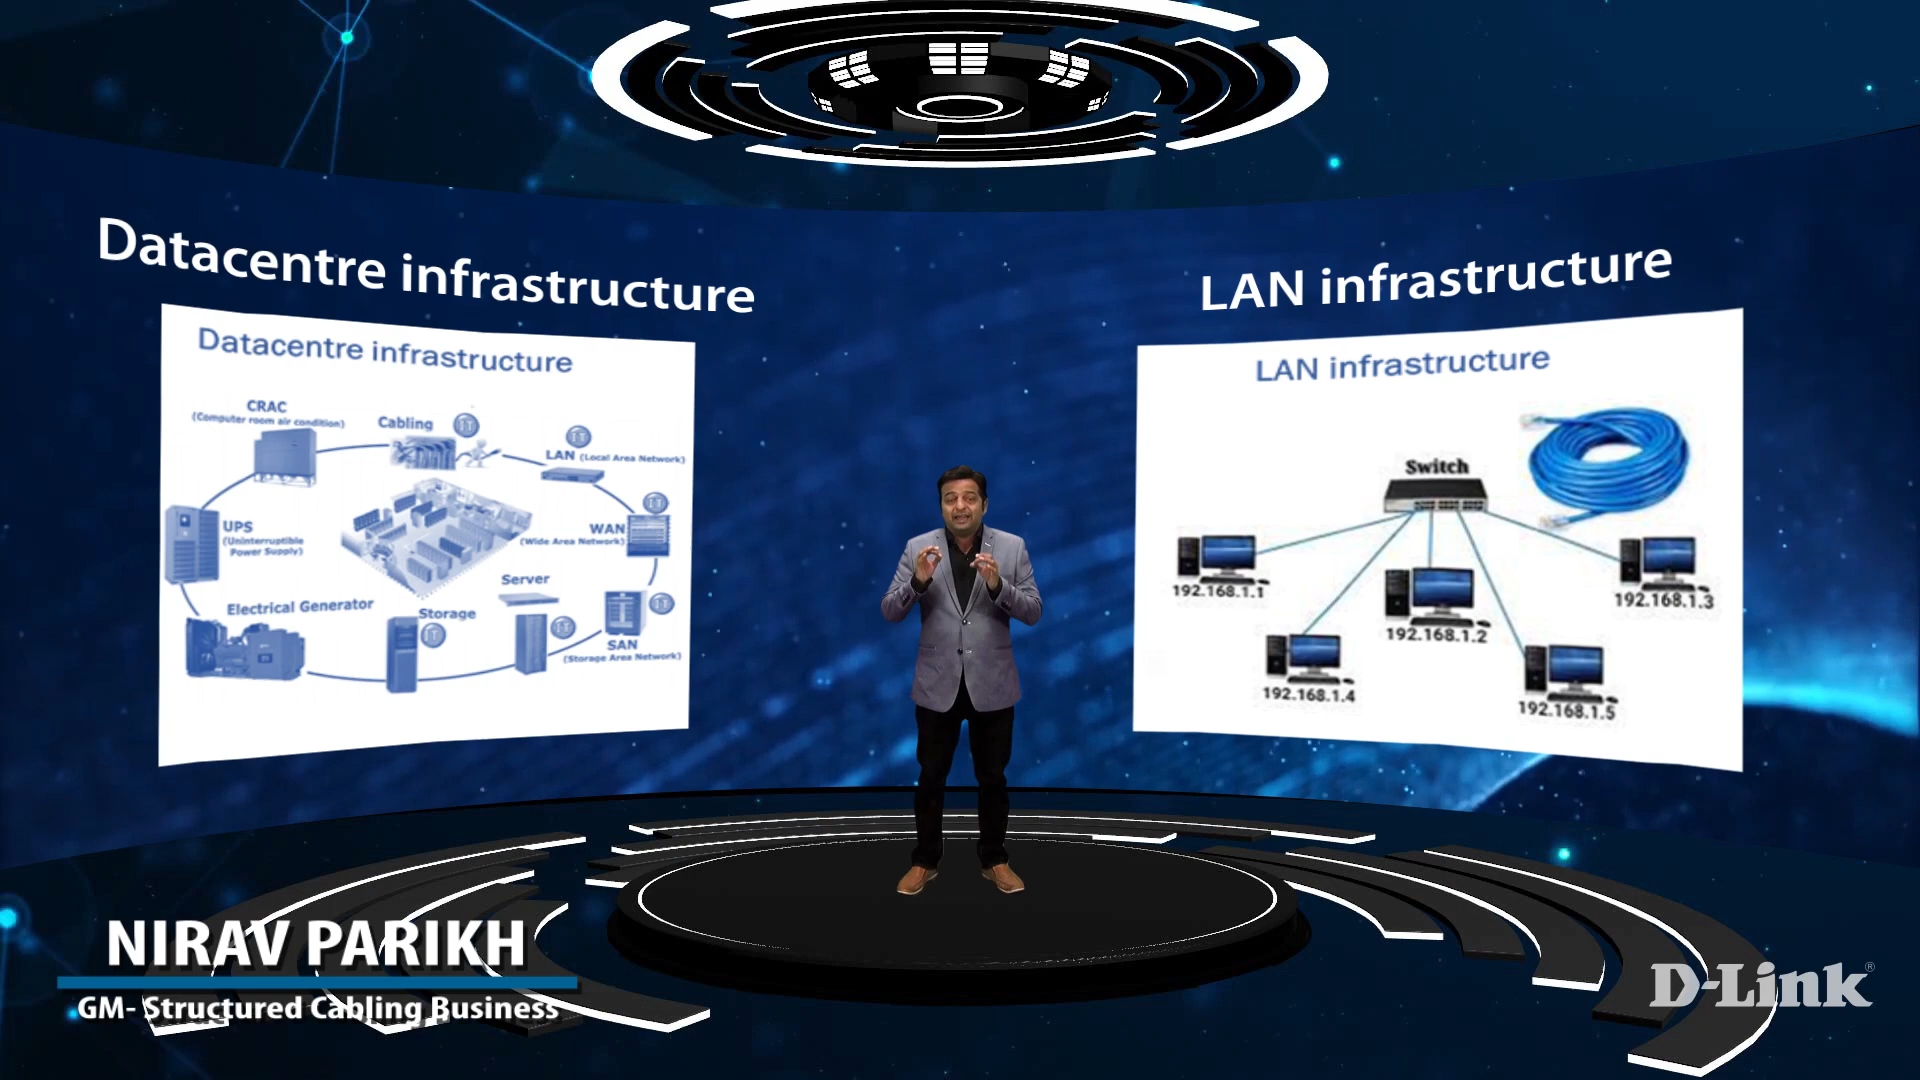 Datacentre infrastructure
Datacentre infrastructure
CRAC
(Computer room air condition)
Cabling
IT
IT
LAN (Local Area Network)
UPS
(Uninterruptible
Power Supply)
IT
WAN
(Wide Area Network)
Server
Electrical Generator
Storage
IT
IT
IT
SAN
(Storage Area Network)
LAN infrastructure
LAN infrastructure
Switch
192.168.1.1
192.168.1.2
192.168.1.3
192.168.1.4
192.168.1.5
NIRAV PARIKH
GM- Structured Cabling Business
D-Link®